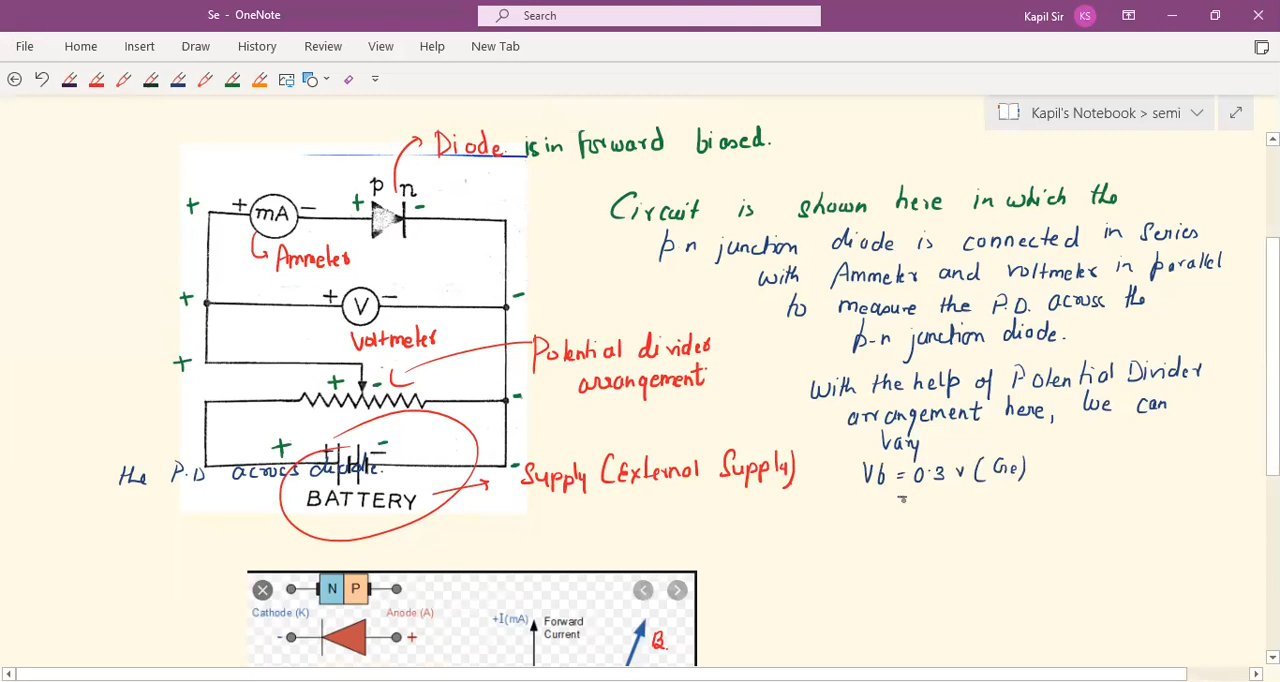 Se - OneNote
Search
Kapil Sir
KS
File Home Insert Draw History Review View Help New Tab
Kapil's Notebook > semi
Diode is in forward biased.
p n
+ mA -
+ -
+
Ammeter
Circuit is shown here in which the
p-n junction diode is connected in series
with Ammeter and voltmeter in parallel
to measure the P.D. across the
p-n junction diode.
+ + V - -
Voltmeter
Potential divider
arrangement
+ + - -
With the help of Potential Divider
arrangement here, we can
vary
the P.D across diode.
+ - -
BATTERY
Supply (External Supply)
Vb = 0.3 v (Ge)
=
N P
Cathode (K) Anode (A)
- +
+I(mA)
Forward
Current
B